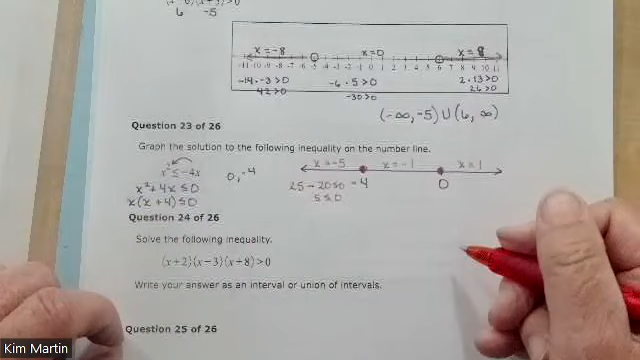 6 -5
x = -8 x = 0 x = 8
-11 -10 -9 -8 -7 -6 -5 -4 -3 -2 -1 0 1 2 3 4 5 6 7 8 9 10 11
-14 · -3 > 0 -6 · 5 > 0 2 · 13 > 0
42 > 0 -30 > 0 26 > 0
(-∞, -5) ∪ (6, ∞)
Question 23 of 26
Graph the solution to the following inequality on the number line.
x² ≤ -4x 0, -4 x = -5 x = -1 x = 1
x² + 4x ≤ 0 25 - 20 ≤ 0 -4 0
x(x + 4) ≤ 0 5 ≤ 0
Question 24 of 26
Solve the following inequality.
(x+2)(x-3)(x+8)>0
Write your answer as an interval or union of intervals.
Question 25 of 26
Kim Martin